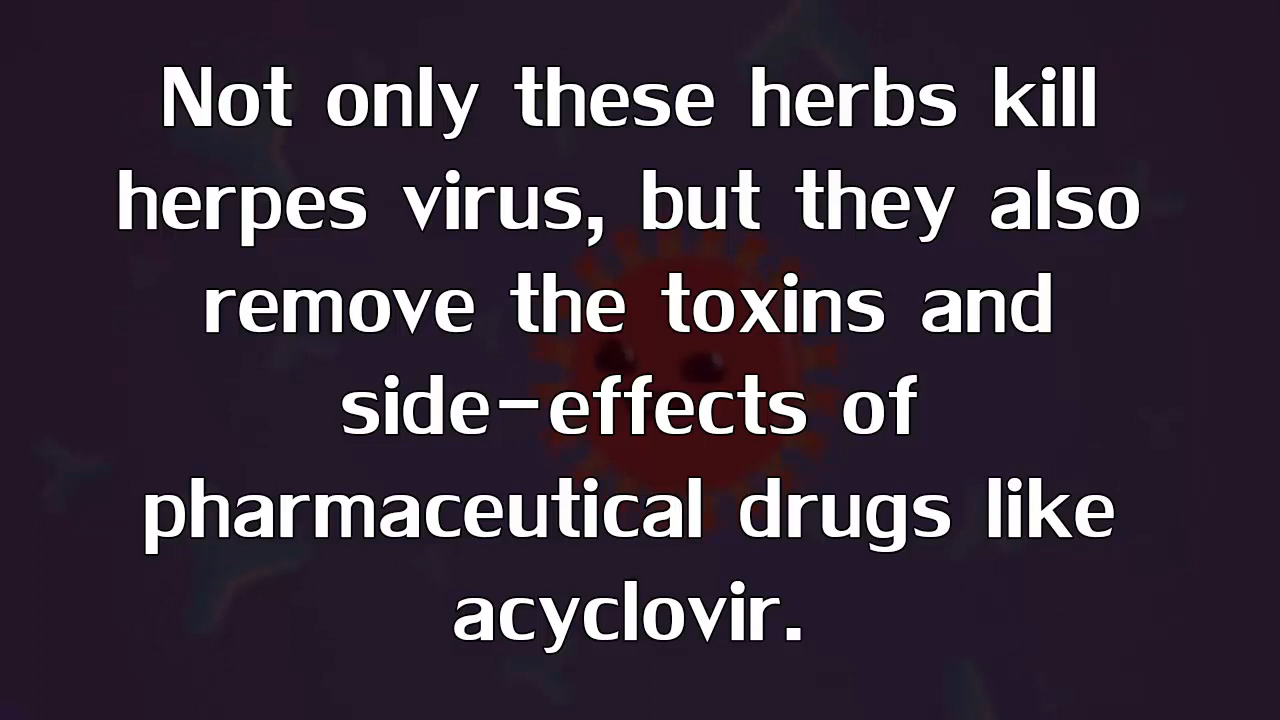 Not only these herbs kill
herpes virus, but they also
remove the toxins and
side-effects of
pharmaceutical drugs like
acyclovir.